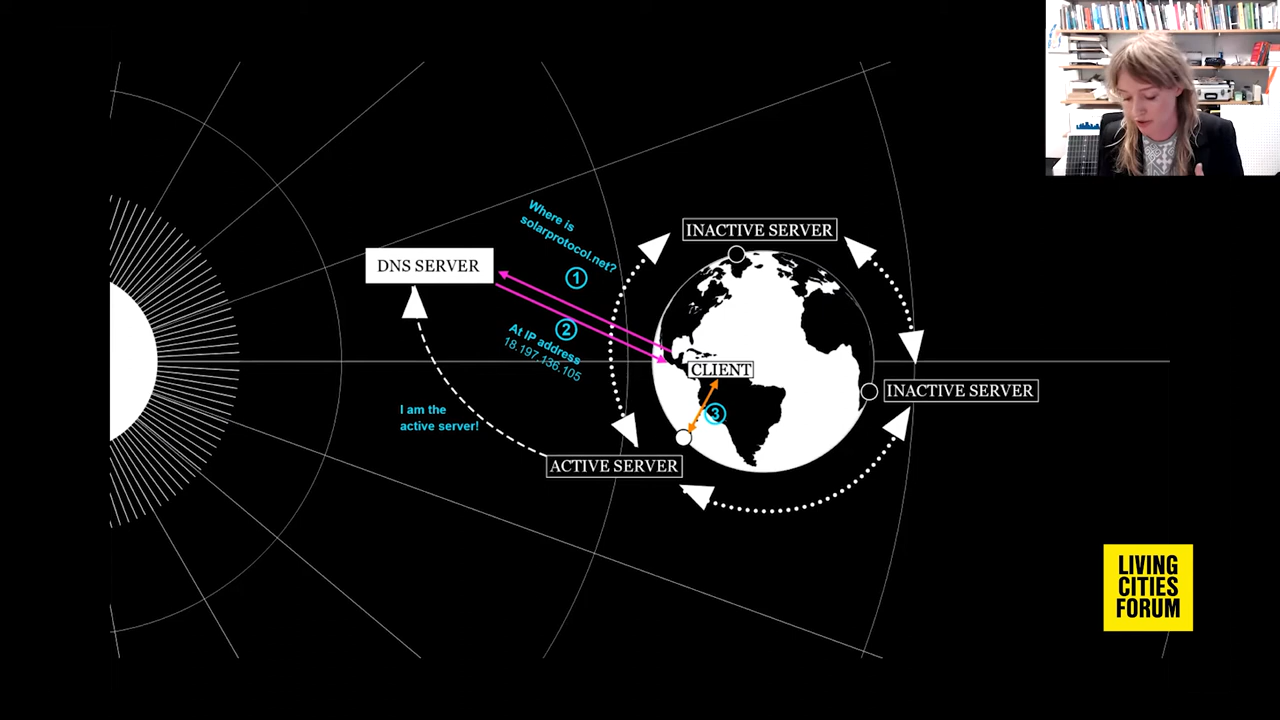 INACTIVE SERVER
Where is
solarprotocol.net?
DNS SERVER
1
2
At IP address
18.197.136.105
CLIENT
INACTIVE SERVER
3
I am the
active server!
ACTIVE SERVER
LIVING
CITIES
FORUM